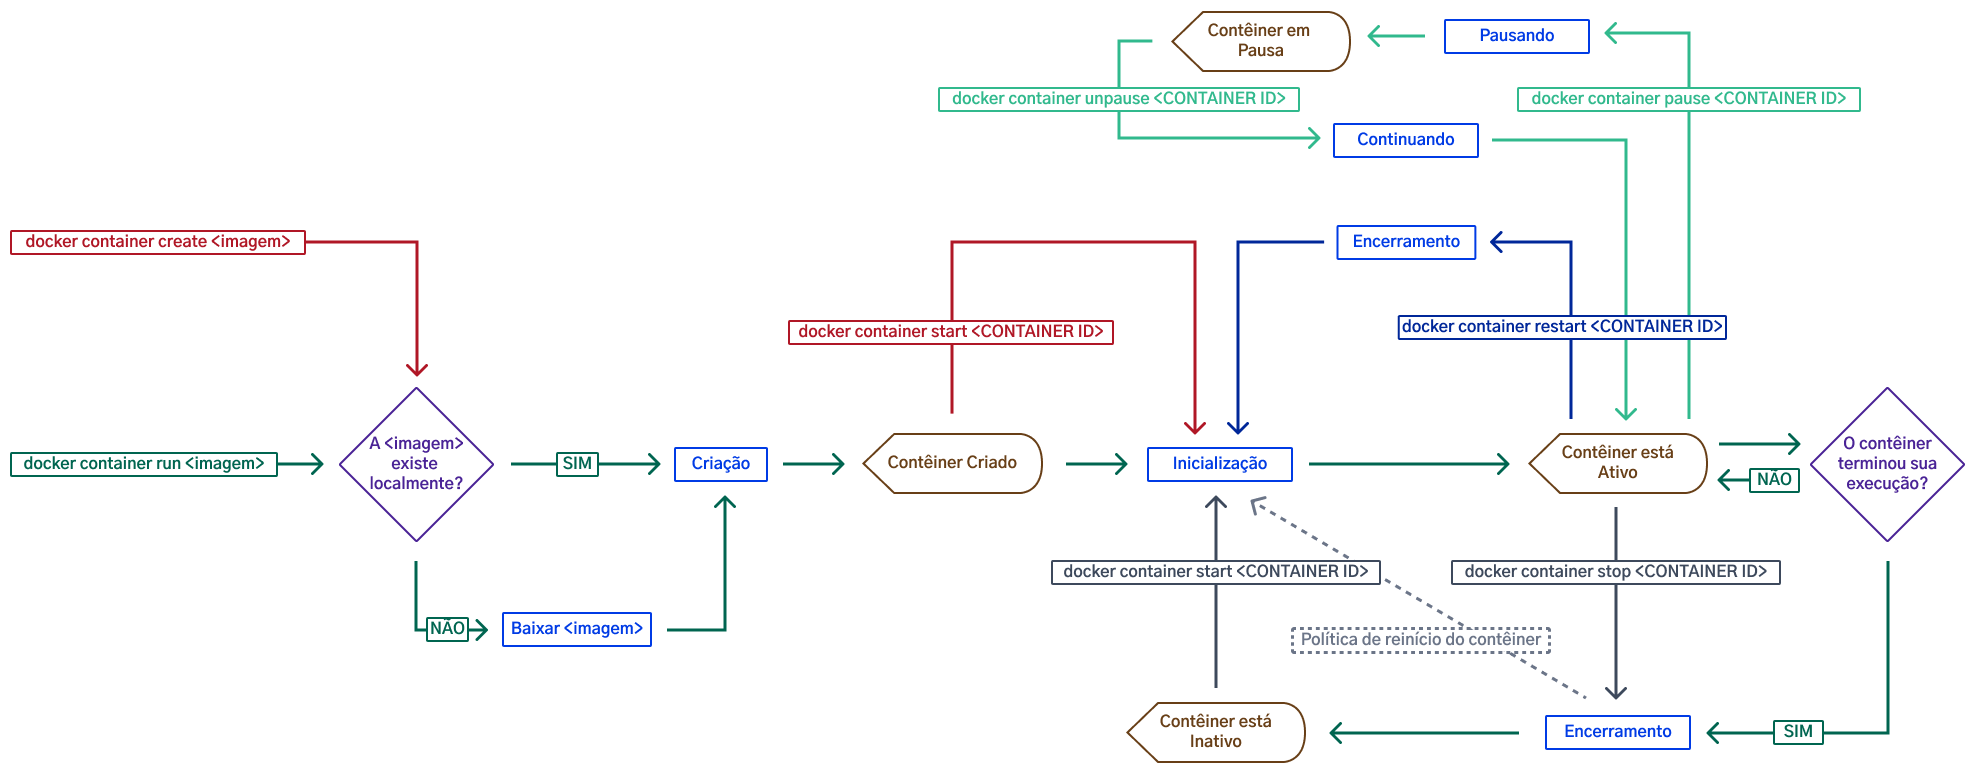 Contêiner em
Pausa
Pausando
docker container unpause <CONTAINER ID>
docker container pause <CONTAINER ID>
Continuando
docker container create <imagem>
Encerramento
docker container start <CONTAINER ID>
docker container restart <CONTAINER ID>
docker container run <imagem>
A <imagem>
existe
localmente?
SIM
Criação
Contêiner Criado
Inicialização
Contêiner está
Ativo
NÃO
O contêiner
terminou sua
execução?
docker container start <CONTAINER ID>
docker container stop <CONTAINER ID>
NÃO
Baixar <imagem>
Política de reinício do contêiner
Contêiner está
Inativo
Encerramento
SIM